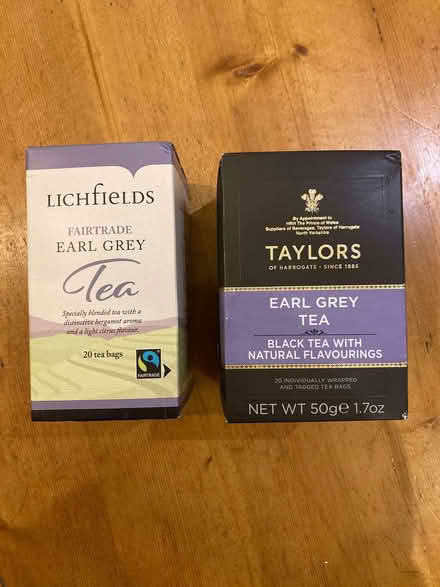 LICHfIELDS
FAIRTRADE
EARL GREY
Tea
Specially blended tea with a
distinctive bergamot aroma
and a light citrus flavour.
20 tea bags
FAIRTRADE
By Appointment to
HRH The Prince of Wales
Suppliers of Beverages, Taylors of Harrogate
North Yorkshire
TAYLORS
OF HARROGATE · SINCE 1886
EARL GREY
TEA
BLACK TEA WITH
NATURAL FLAVOURINGS
20 INDIVIDUALLY WRAPPED
AND TAGGED TEA BAGS
NET WT 50g℮ 1.7oz